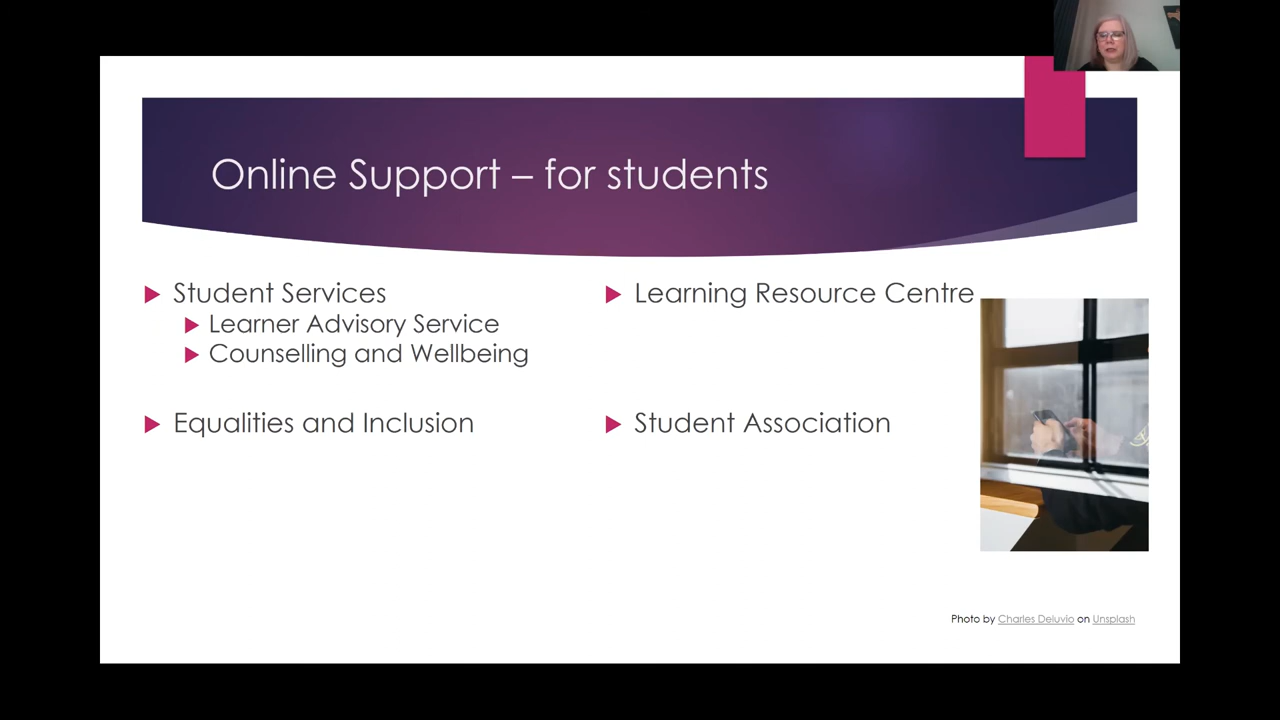 Online Support – for students
Student Services
Learner Advisory Service
Counselling and Wellbeing
Equalities and Inclusion
Learning Resource Centre
Student Association
Photo by Charles Deluvio on Unsplash